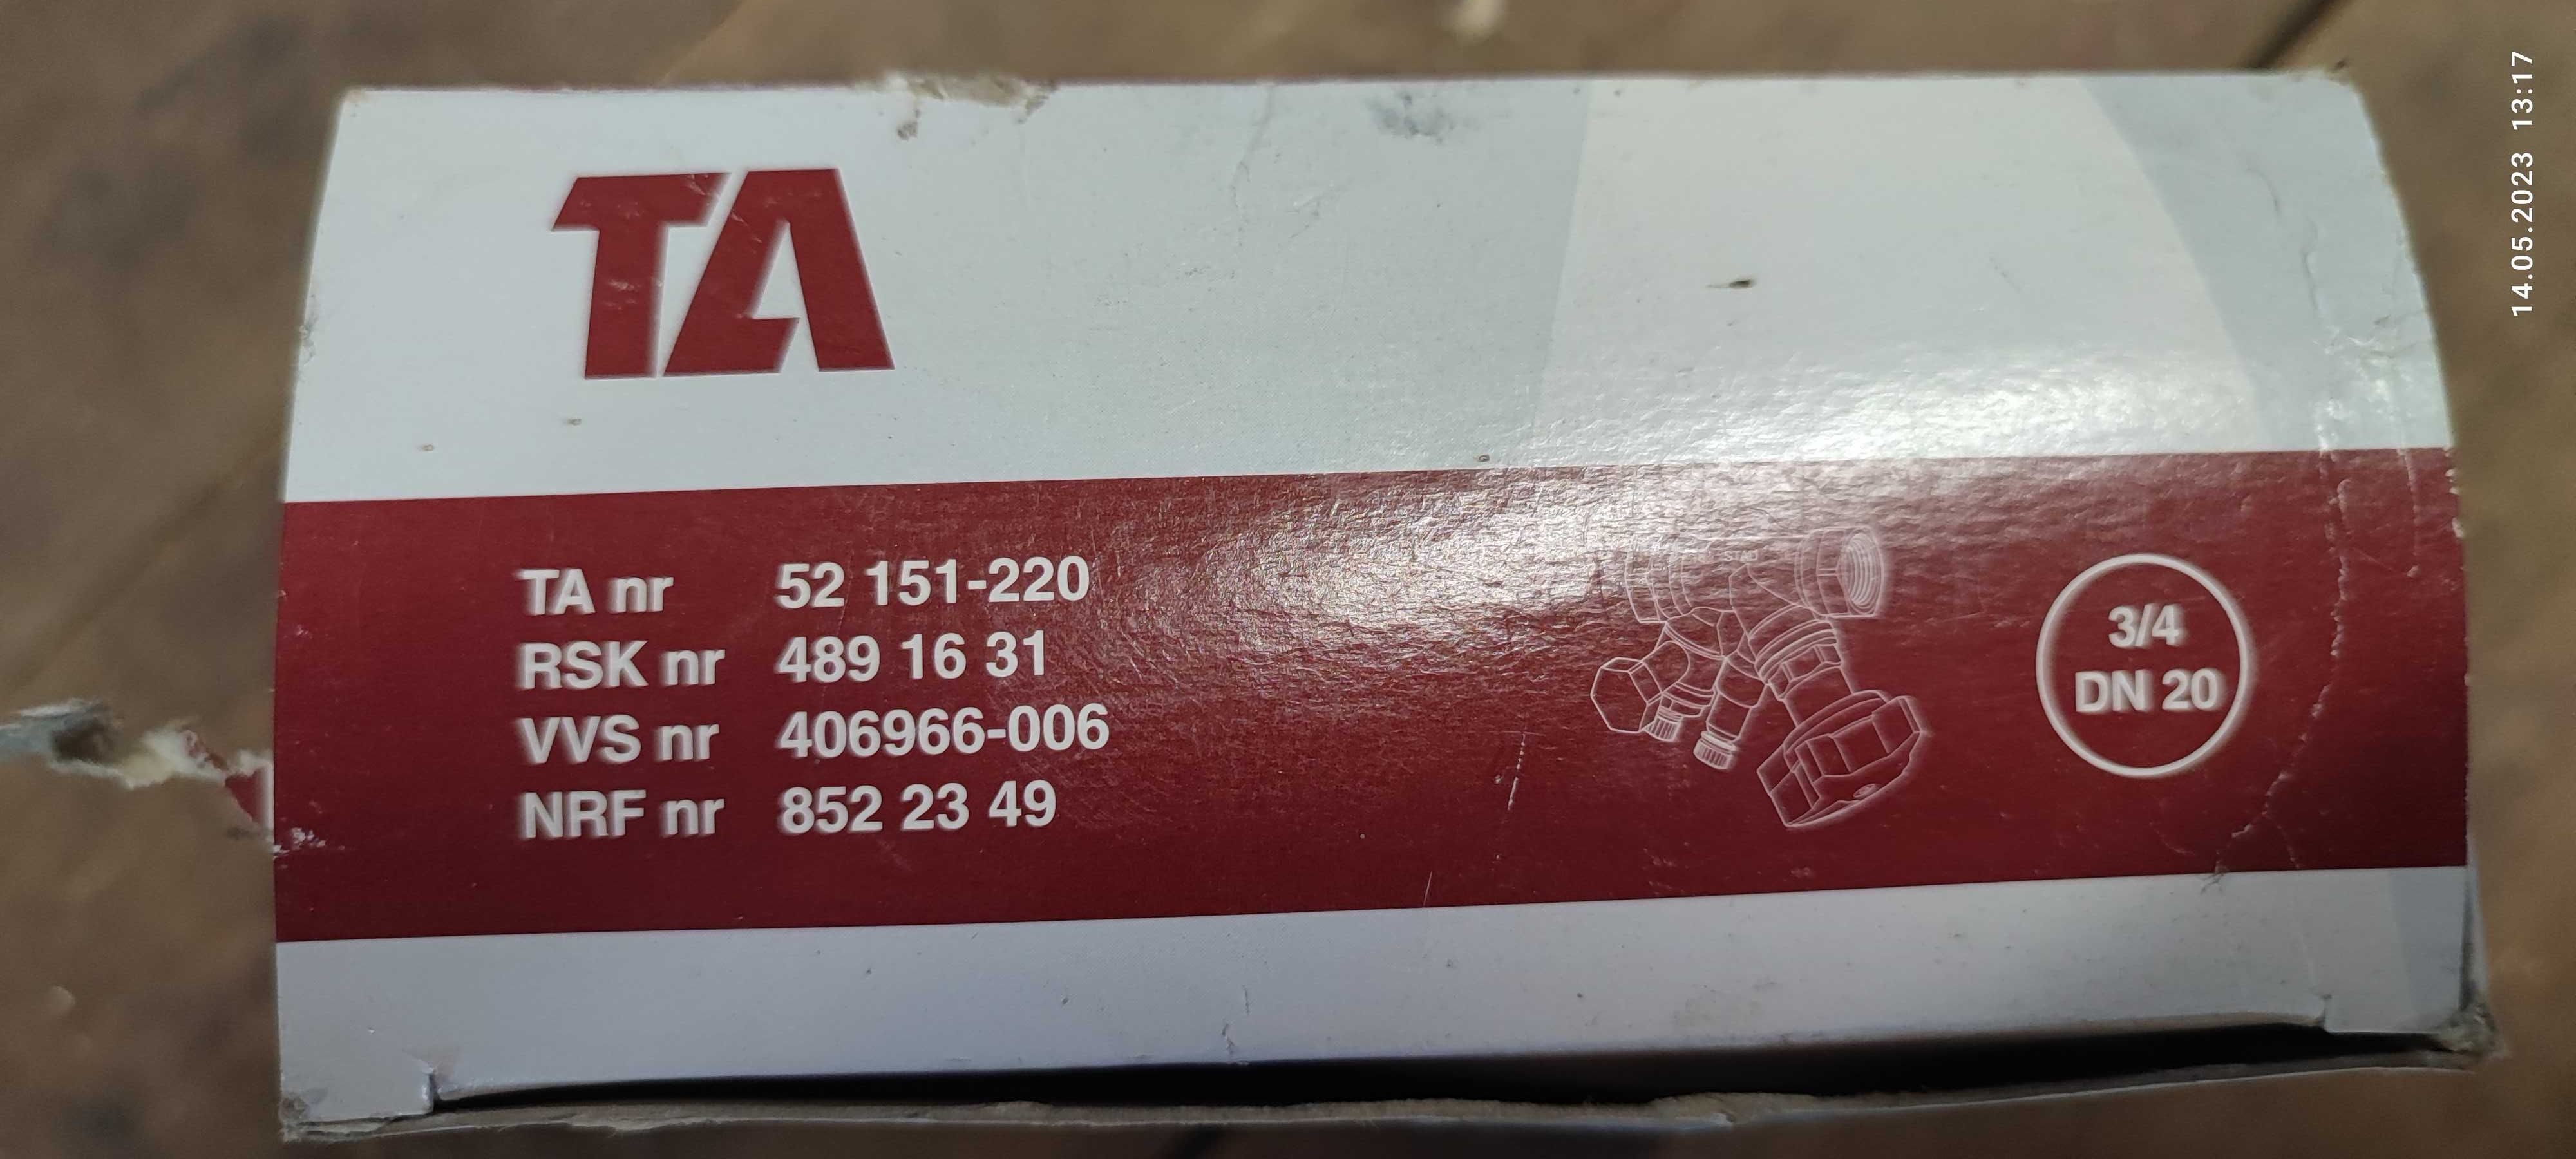 TA
TA nr 52 151-220
RSK nr 489 16 31
VVS nr 406966-006
NRF nr 852 23 49
3/4
DN 20
14.05.2023 13:17